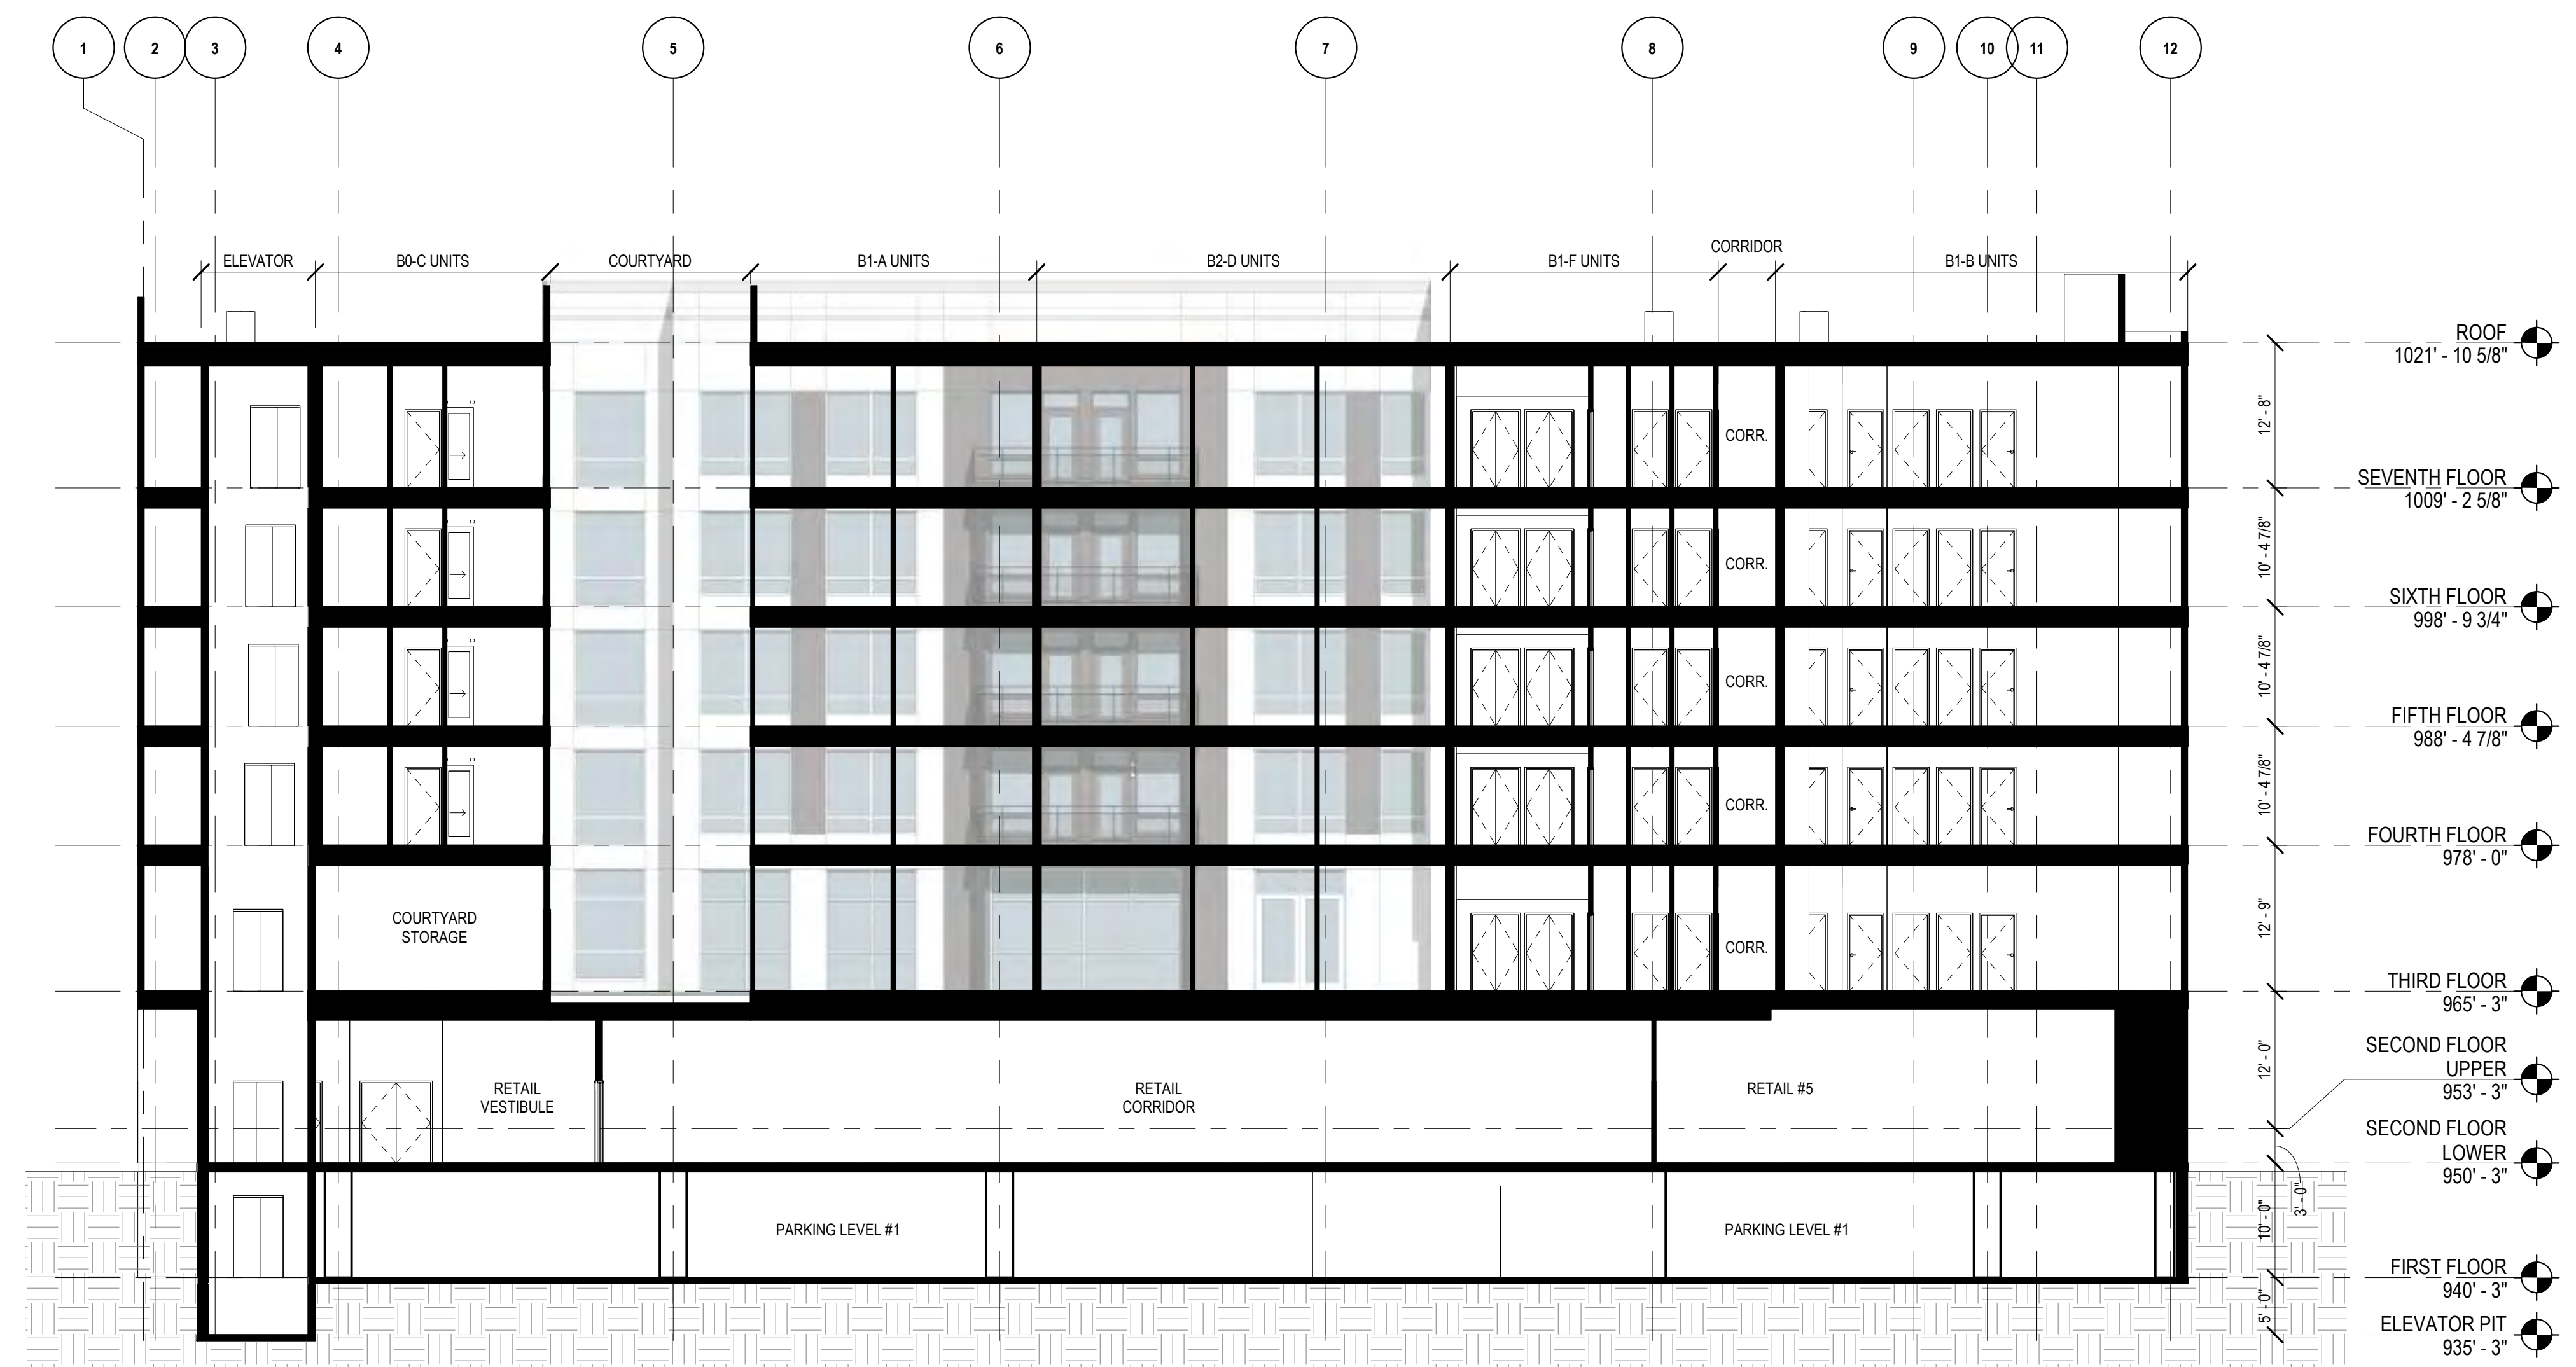 1 2 3 4 5 6 7 8 9 10 11 12
CORRIDOR
ELEVATOR B0-C UNITS COURTYARD B1-A UNITS B2-D UNITS B1-F UNITS B1-B UNITS
ROOF
1021' - 10 5/8"
12' - 8"
CORR.
SEVENTH FLOOR
1009' - 2 5/8"
10' - 4 7/8"
CORR.
SIXTH FLOOR
998' - 9 3/4"
10' - 4 7/8"
CORR.
FIFTH FLOOR
988' - 4 7/8"
10' - 4 7/8"
CORR.
FOURTH FLOOR
978' - 0"
12' - 9"
COURTYARD
STORAGE
CORR.
THIRD FLOOR
965' - 3"
12' - 0"
SECOND FLOOR
UPPER
953' - 3"
RETAIL
VESTIBULE
RETAIL
CORRIDOR
RETAIL #5
SECOND FLOOR
LOWER
950' - 3"
3' - 0"
10' - 0"
PARKING LEVEL #1 PARKING LEVEL #1
FIRST FLOOR
940' - 3"
5' - 0"
ELEVATOR PIT
935' - 3"